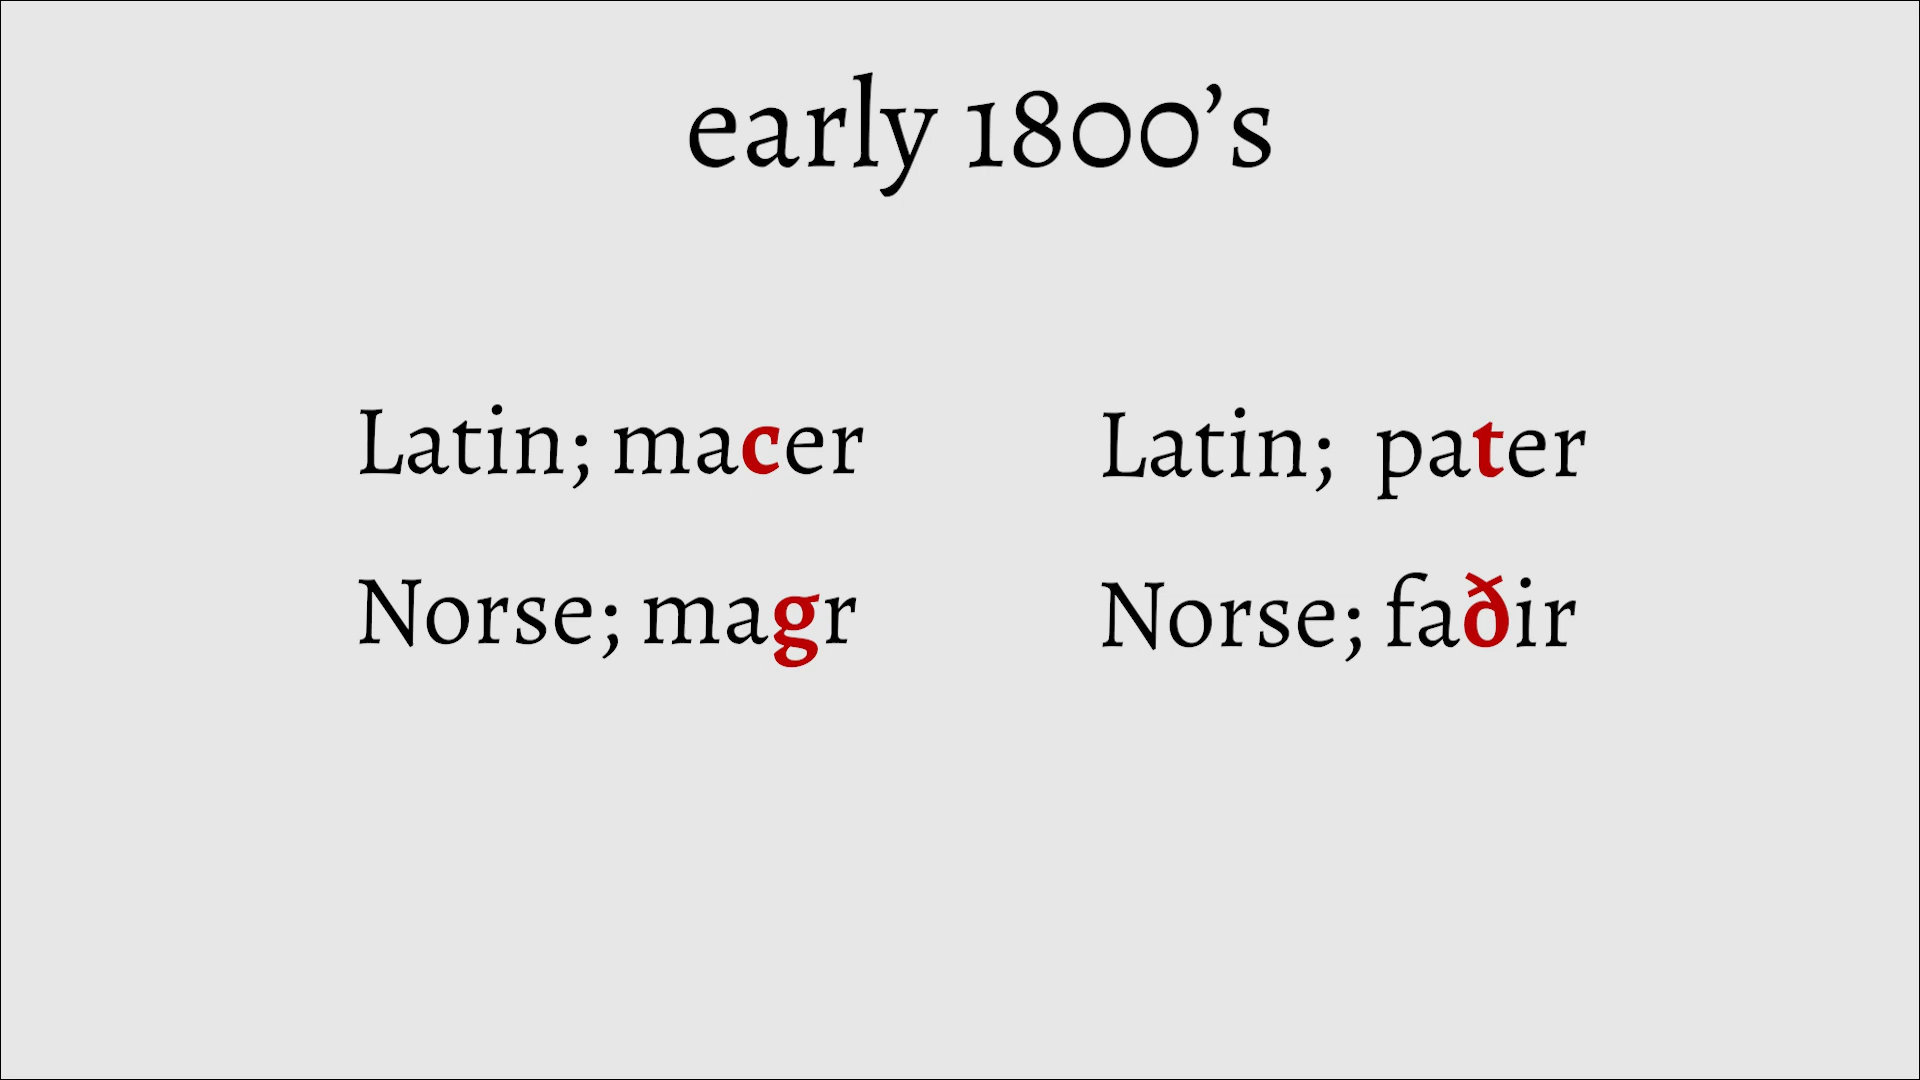 early 1800’s
Latin; macer
Norse; magr
Latin; pater
Norse; faðir